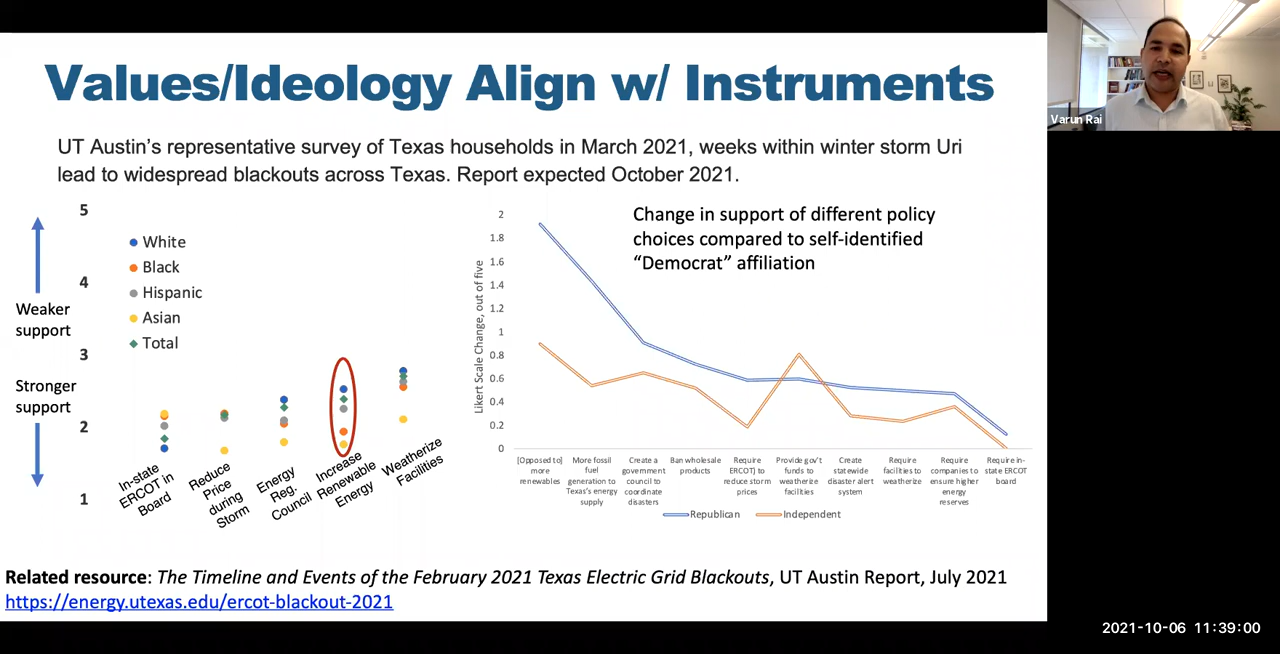 Values/Ideology Align w/ Instruments
UT Austin's representative survey of Texas households in March 2021, weeks within winter storm Uri
lead to widespread blackouts across Texas. Report expected October 2021.
5
4
3
2
1
Weaker
support
Stronger
support
White
Black
Hispanic
Asian
Total
In-state
ERCOT in
Board
Reduce
Price
during
Storm
Energy
Reg.
Council
Increase
Renewable
Energy
Weatherize
Facilities
Change in support of different policy
choices compared to self-identified
“Democrat” affiliation
Likert Scale Change, out of five
2
1.8
1.6
1.4
1.2
1
0.8
0.6
0.4
0.2
0
[Opposed to]
more
renewables
More fossil
fuel
generation to
Texas's energy
supply
Create a
government
council to
coordinate
disasters
Ban wholesale
products
Require
ERCOT) to
reduce storm
prices
Provide gov't
funds to
weatherize
facilities
Create
statewide
disaster alert
system
Require
facilities to
weatherize
Require
companies to
ensure higher
energy
reserves
Require in-
state ERCOT
board
Republican
Independent
Related resource: The Timeline and Events of the February 2021 Texas Electric Grid Blackouts, UT Austin Report, July 2021
https://energy.utexas.edu/ercot-blackout-2021
Varun Rai
2021-10-06 11:39:00